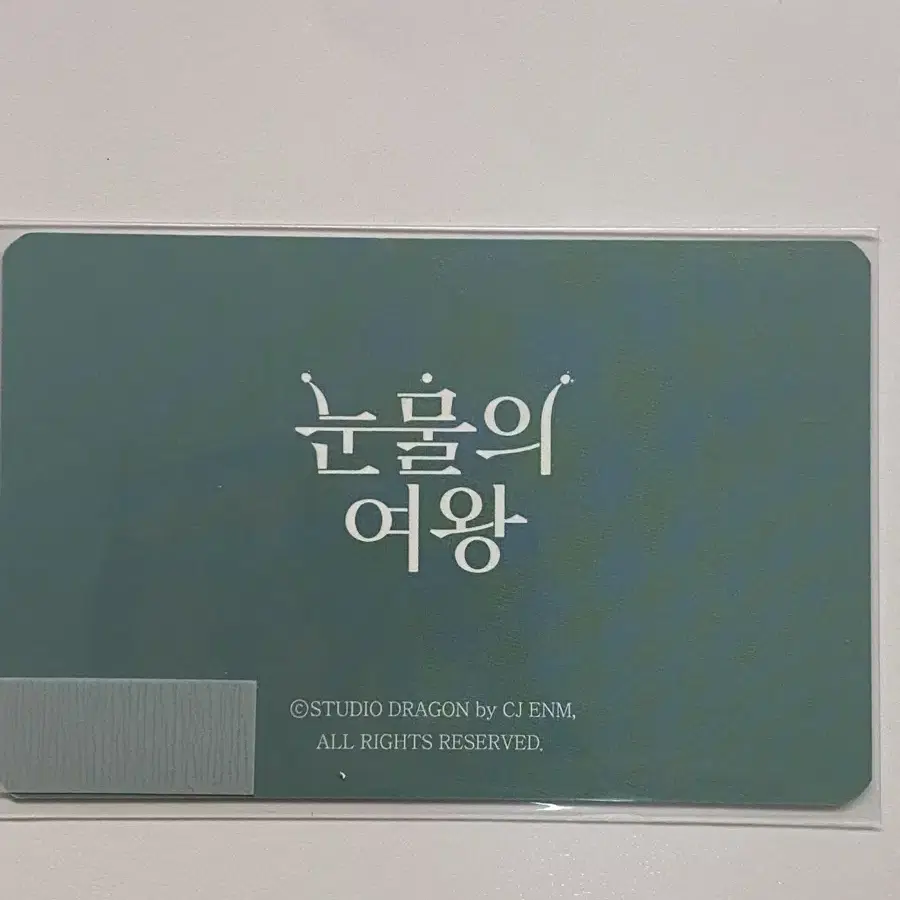 눈물의
여왕
©STUDIO DRAGON by CJ ENM,
ALL RIGHTS RESERVED.